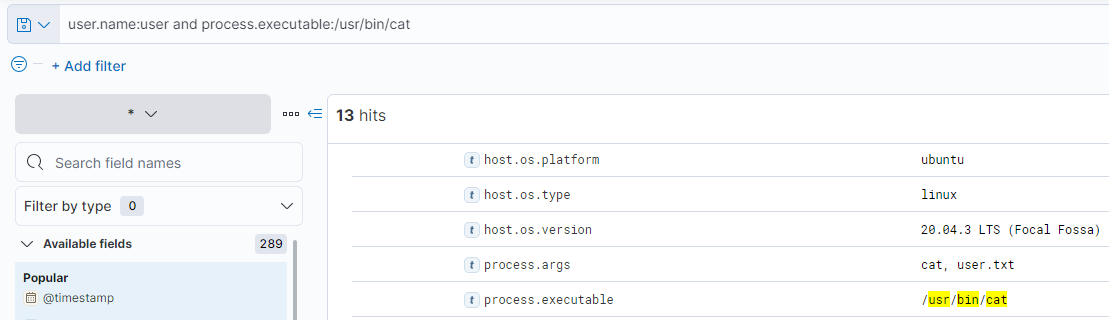 user.name:user and process.executable:/usr/bin/cat
+ Add filter
*
13 hits
Search field names
t host.os.platform ubuntu
t host.os.type linux
Filter by type 0
t host.os.version 20.04.3 LTS (Focal Fossa)
Available fields 289
t process.args cat, user.txt
Popular
@timestamp
t process.executable /usr/bin/cat